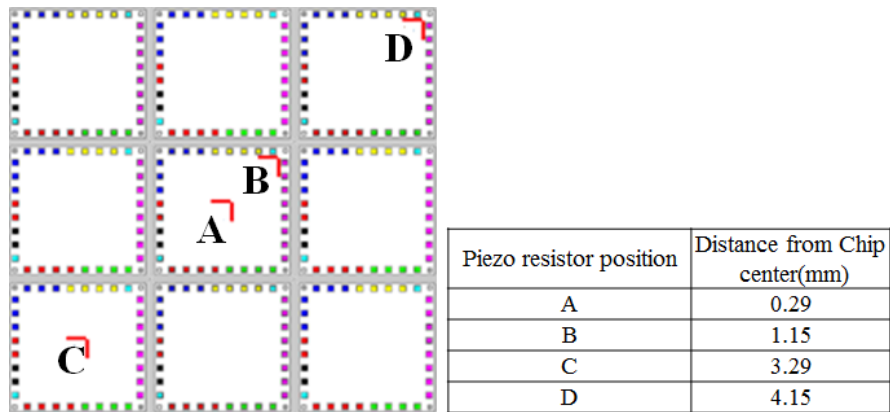 D
B
A
C
Piezo resistor position
Distance from Chip
center(mm)
A
0.29
B
1.15
C
3.29
D
4.15